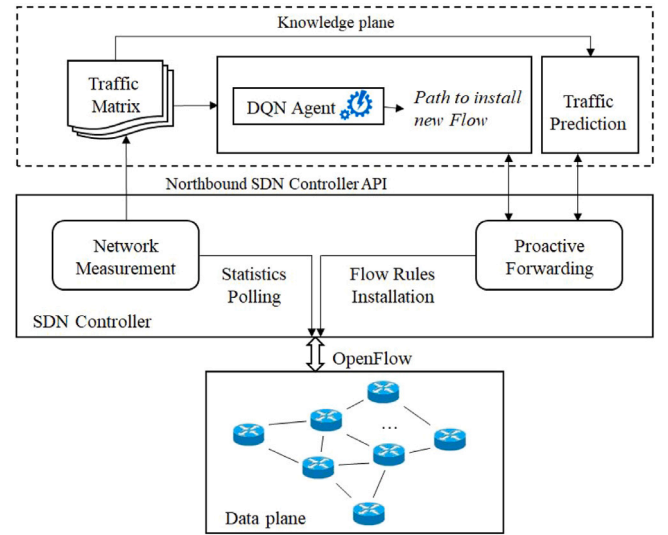 Knowledge plane
Traffic
Matrix
DQN Agent
Path to install
new Flow
Traffic
Prediction
Northbound SDN Controller API
Network
Measurement
Statistics
Polling
Flow Rules
Installation
Proactive
Forwarding
SDN Controller
OpenFlow
...
Data plane